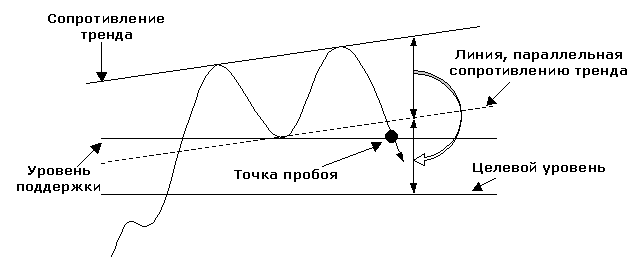 Сопротивление
тренда
Линия, параллельная
сопротивлению тренда
Уровень
поддержки
Точка пробоя
Целевой уровень